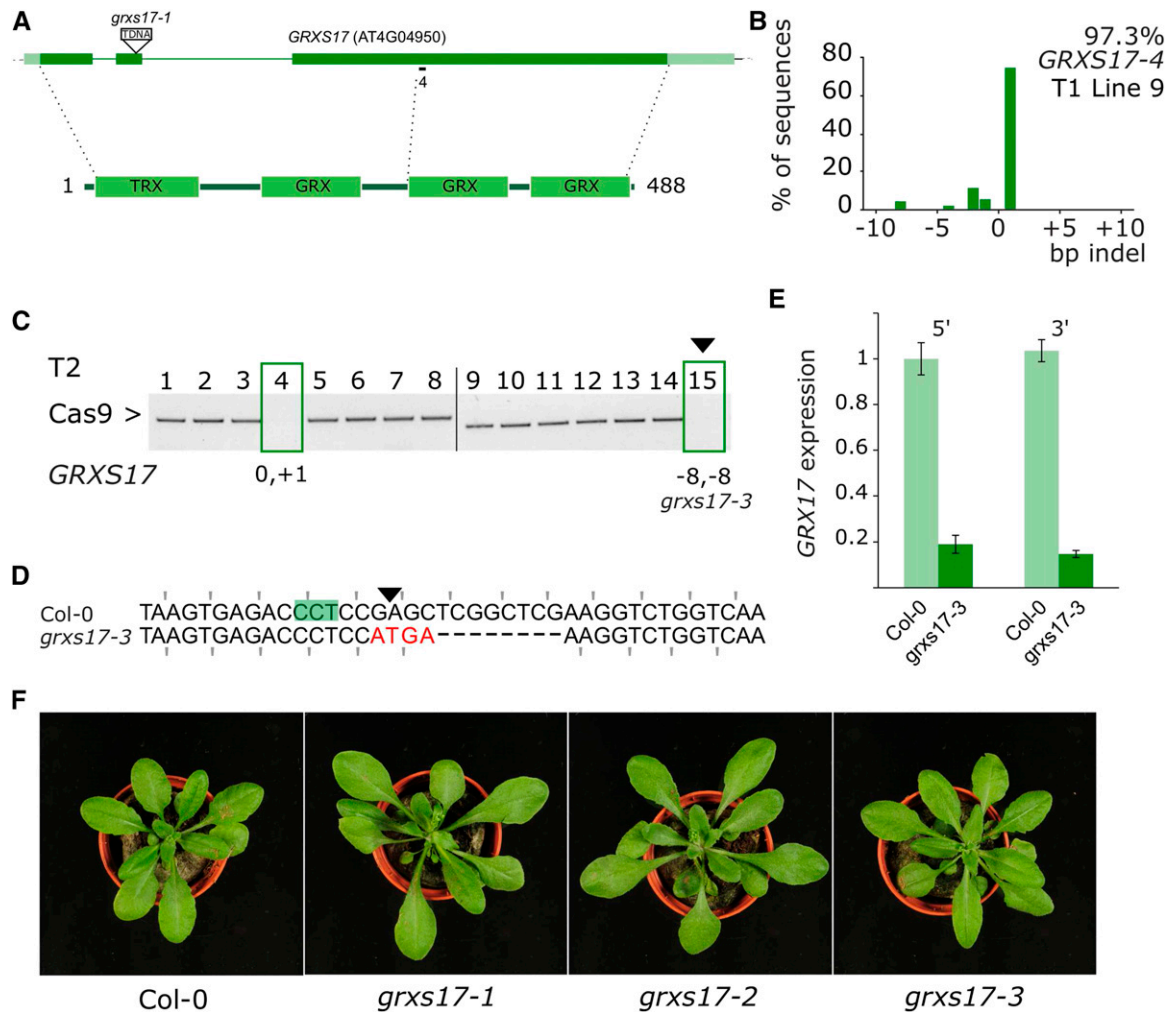 A
grxs17-1
TDNA
GRXS17 (AT4G04950)
4
1 TRX GRX GRX GRX 488
B
97.3%
GRXS17-4
T1 Line 9
% of sequences
80
60
40
20
0
-10 -5 0 +5 +10
bp indel
C
T2
1 2 3 4 5 6 7 8 9 10 11 12 13 14 15
Cas9 >
GRXS17 0,+1 -8,-8
grxs17-3
D
Col-0 TAAGTGAGACCCTCCGAGCTCGGCTCGAAGGTCTGGTCAA
grxs17-3 TAAGTGAGACCCTCCATGA--------AAGGTCTGGTCAA
E
GRX17 expression
5' 3'
1
0.8
0.6
0.4
0.2
Col-0 grxs17-3 Col-0 grxs17-3
F
Col-0 grxs17-1 grxs17-2 grxs17-3